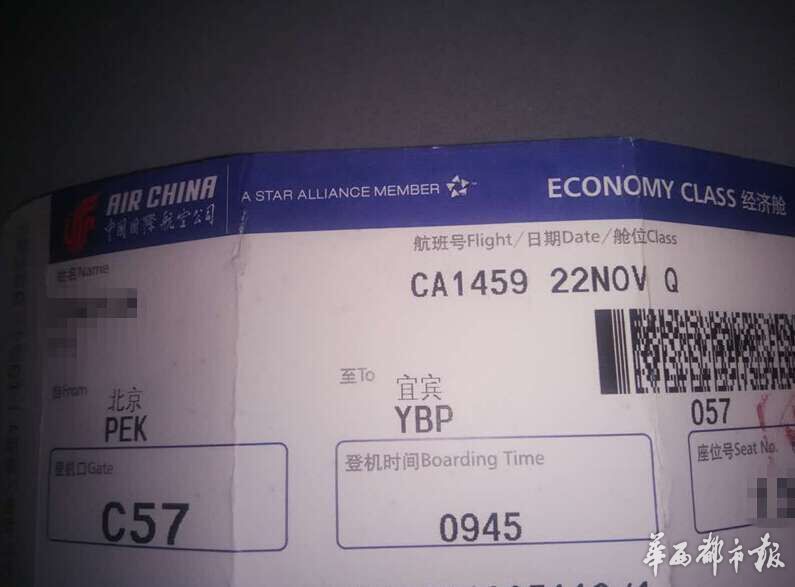 AIR CHINA
中国国际航空公司
A STAR ALLIANCE MEMBER
ECONOMY CLASS 经济舱
航班号Flight/日期Date/舱位Class
姓名Name
CA1459 22NOV Q
自From
北京
PEK
至To
宜宾
YBP
057
登机口Gate
C57
登机时间Boarding Time
0945
座位号Seat No.
华西都市报